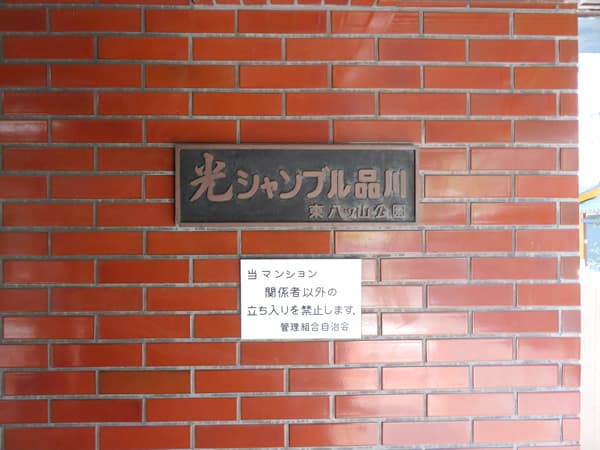 光シャンブル品川
東八ツ山公園
当マンション
関係者以外の
立ち入りを禁止します。
管理組合自治会